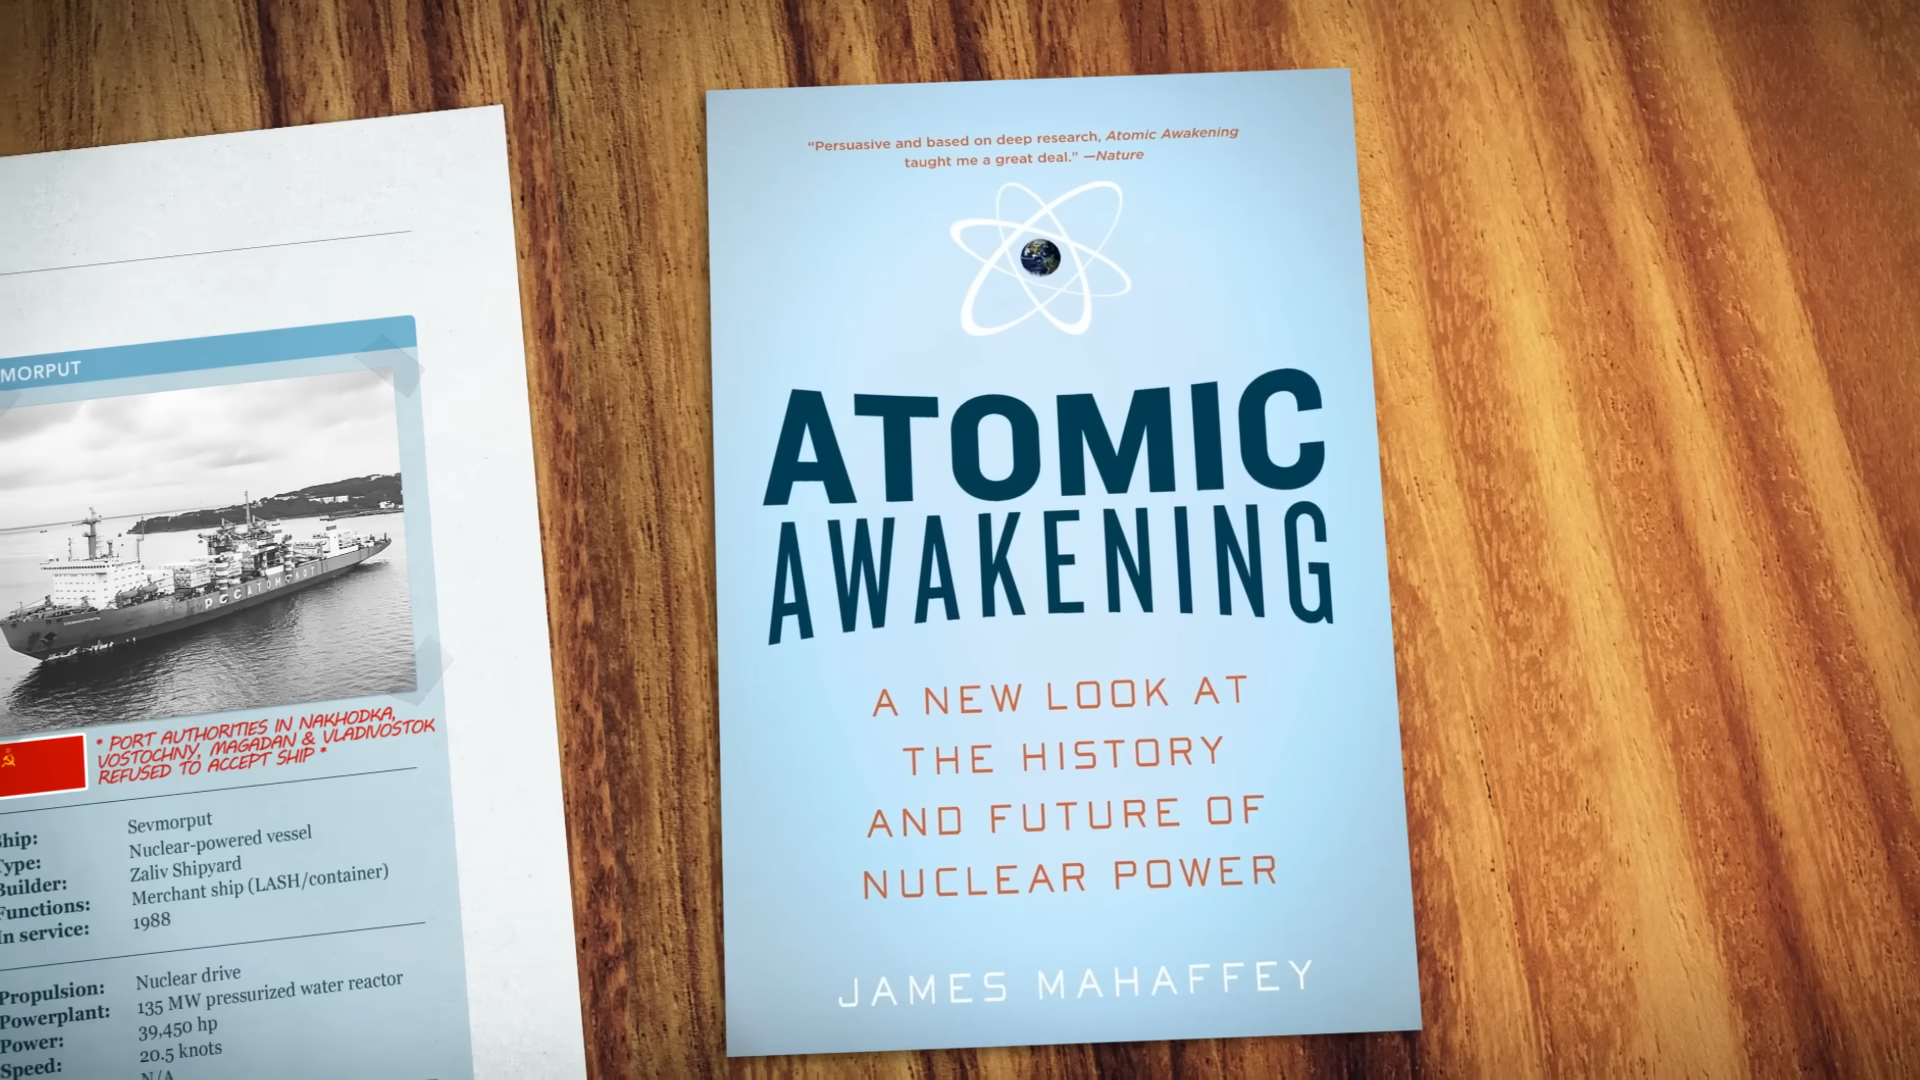 MORPUT
РОСАТОМФЛОТ
* PORT AUTHORITIES IN NAKHODKA,
VOSTOCHNY, MAGADAN & VLADIVOSTOK
REFUSED TO ACCEPT SHIP *
Ship: Sevmorput
Type: Nuclear-powered vessel
Builder: Zaliv Shipyard
Functions: Merchant ship (LASH/container)
In service: 1988
Propulsion: Nuclear drive
Powerplant: 135 MW pressurized water reactor
Power: 39,450 hp
Speed: 20.5 knots
N/A
“Persuasive and based on deep research, Atomic Awakening
taught me a great deal.” —Nature
ATOMIC
AWAKENING
A NEW LOOK AT
THE HISTORY
AND FUTURE OF
NUCLEAR POWER
JAMES MAHAFFEY